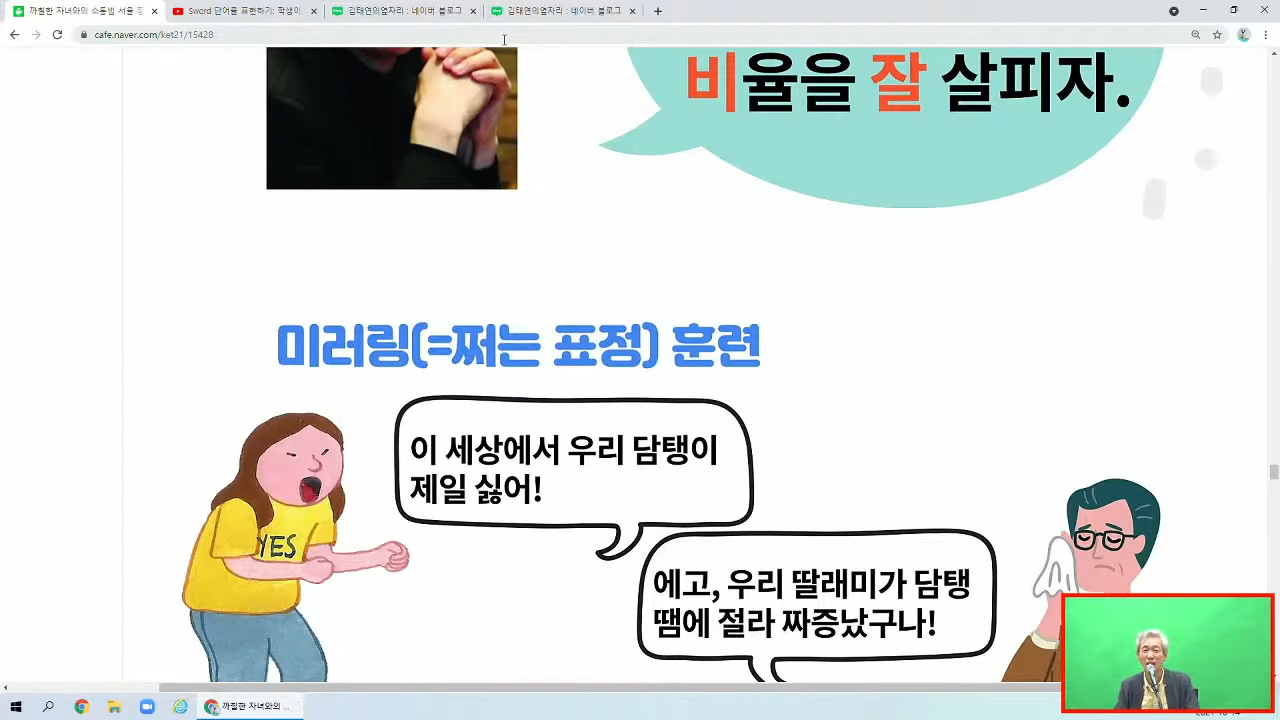 까칠한 자녀와의 소통법 서울 중
Sword 단어를 표현하기: 학생이
김태연의열자리 : 네이버 블로그
김태연의열자리 : 네이버 블로그
cafe.naver.com/ket21/15428
비율을 잘 살피자.
미러링(=쩌는 표정) 훈련
이 세상에서 우리 담탱이
제일 싫어!
YES
에고, 우리 딸래미가 담탱
땜에 절라 짜증났구나!
까칠한 자녀와의 ...